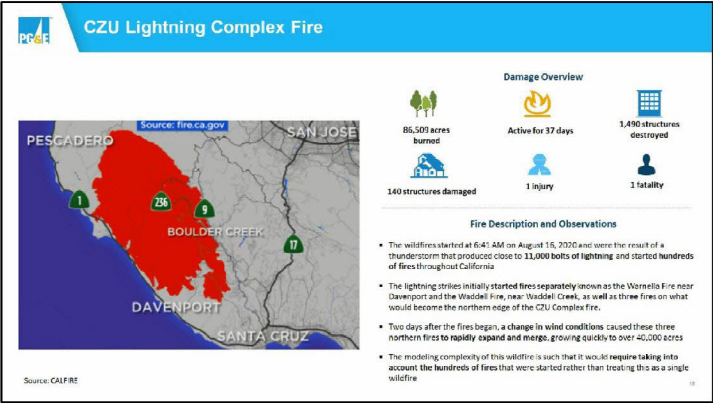 PG&E
CZU Lightning Complex Fire
Source: fire.ca.gov
PESCADERO
SAN JOSE
1
236
9
BOULDER CREEK
17
DAVENPORT
SANTA CRUZ
Source: CALFIRE
Damage Overview
86,509 acres
burned
Active for 37 days
1,490 structures
destroyed
140 structures damaged
1 injury
1 fatality
Fire Description and Observations
▪ The wildfires started at 6:41 AM on August 16, 2020 and were the result of a
thunderstorm that produced close to 11,000 bolts of lightning and started hundreds
of fires throughout California
▪ The lightning strikes initially started fires separately known as the Warnella Fire near
Davenport and the Waddell Fire, near Waddell Creek, as well as three fires on what
would become the northern edge of the CZU Complex fire.
▪ Two days after the fires began, a change in wind conditions caused these three
northern fires to rapidly expand and merge, growing quickly to over 40,000 acres
▪ The modeling complexity of this wildfire is such that it would require taking into
account the hundreds of fires that were started rather than treating this as a single
wildfire